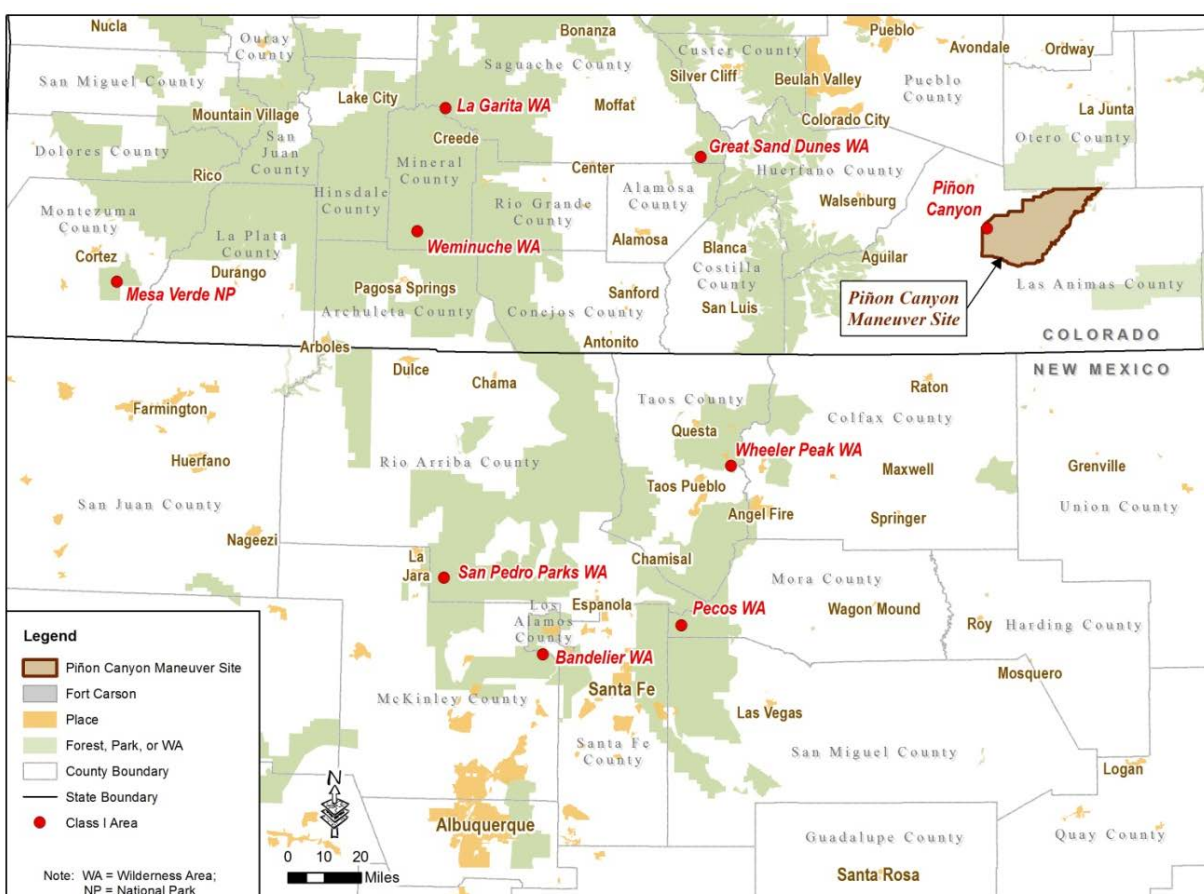 Nucla
Ouray
County
San Miguel County
Lake City
La Garita WA
Bonanza
Saguache County
Custer County
Silver Cliff
Beulah Valley
Pueblo
Avondale
Ordway
Pueblo
County
La Junta
Mountain Village
San
Juan
County
Creede
Moffat
Colorado City
Otero County
Dolores County
Rico
Mineral
County
Great Sand Dunes WA
Center
Huerfano County
Hinsdale
County
Rio Grande
County
Alamosa
County
Walsenburg
Piñon
Canyon
Montezuma
County
Cortez
La Plata
County
Weminuche WA
Alamosa
Blanca
Costilla
County
Aguilar
Durango
Mesa Verde NP
Pagosa Springs
Sanford
San Luis
Las Animas County
Piñon Canyon
Maneuver Site
Archuleta County
Conejos County
Antonito
COLORADO
NEW MEXICO
Arboles
Dulce
Chama
Taos County
Raton
Colfax County
Farmington
Questa
Wheeler Peak WA
Huerfano
Rio Arriba County
Maxwell
Grenville
San Juan County
Taos Pueblo
Angel Fire
Springer
Union County
Nageezi
La
Jara
San Pedro Parks WA
Chamisal
Mora County
Los
Alamos
County
Espanola
Pecos WA
Wagon Mound
Roy
Harding County
Bandelier WA
Santa Fe
Mosquero
McKinley County
Las Vegas
Santa Fe
County
San Miguel County
Logan
Albuquerque
Guadalupe County
Quay County
Santa Rosa
Legend
Piñon Canyon Maneuver Site
Fort Carson
Place
Forest, Park, or WA
County Boundary
State Boundary
Class I Area
Note: WA = Wilderness Area;
NP = National Park
N
0 10 20
Miles